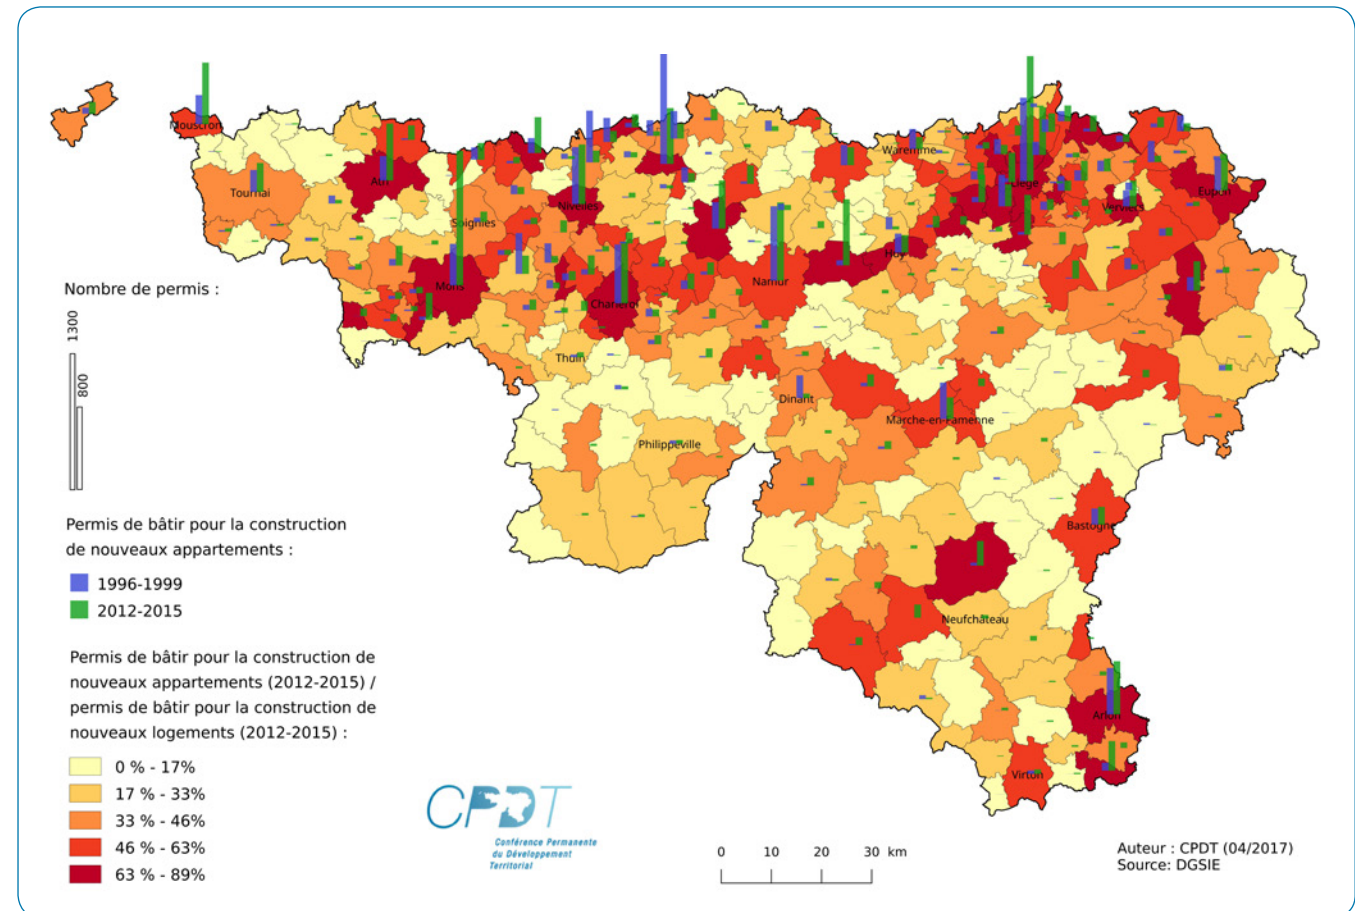 Mouscron
Tournai
Ath
Soignies
Nivelles
Waremme
Liège
Verviers
Eupen
Huy
Namur
Mons
Charleroi
Thuin
Dinant
Marche-en-Famenne
Philippeville
Bastogne
Neufchâteau
Arlon
Virton
Nombre de permis :
1300
800
Permis de bâtir pour la construction
de nouveaux appartements :
1996-1999
2012-2015
Permis de bâtir pour la construction de
nouveaux appartements (2012-2015) /
permis de bâtir pour la construction de
nouveaux logements (2012-2015) :
0 % - 17%
17 % - 33%
33 % - 46%
46 % - 63%
63 % - 89%
CPDT
Conférence Permanente
du Développement
Territorial
0 10 20 30 km
Auteur : CPDT (04/2017)
Source: DGSIE